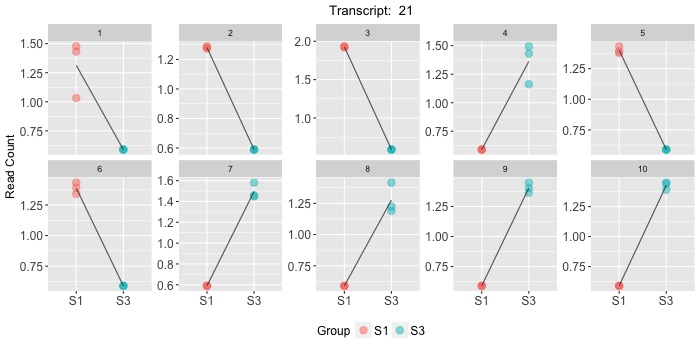 Transcript: 21
1 2 3 4 5
1.50 1.25 1.00 0.75
1.2 1.0 0.8 0.6
2.0 1.5 1.0
1.50 1.25 1.00 0.75
1.25 1.00 0.75
Read Count
6 7 8 9 10
1.25 1.00 0.75
1.6 1.4 1.2 1.0 0.8 0.6
1.25 1.00 0.75
1.25 1.00 0.75
1.25 1.00 0.75
S1 S3 S1 S3 S1 S3 S1 S3 S1 S3
Group S1 S3